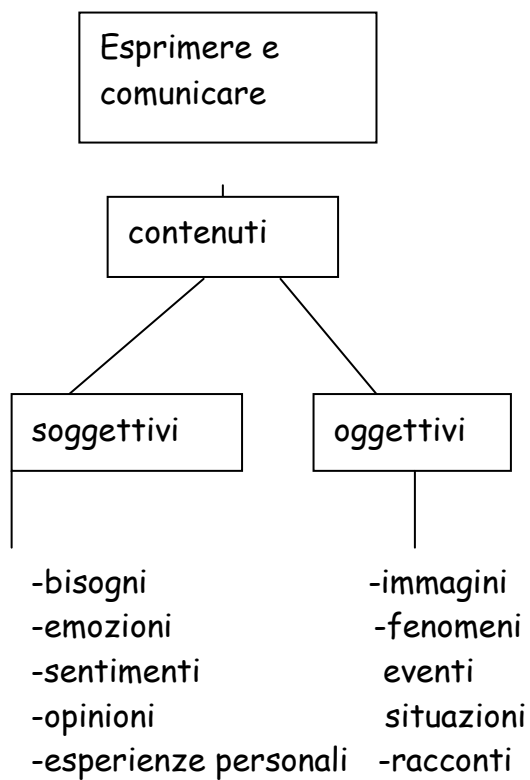 Esprimere e
comunicare
contenuti
soggettivi
oggettivi
-bisogni
-emozioni
-sentimenti
-opinioni
-esperienze personali
-immagini
-fenomeni
eventi
situazioni
-racconti